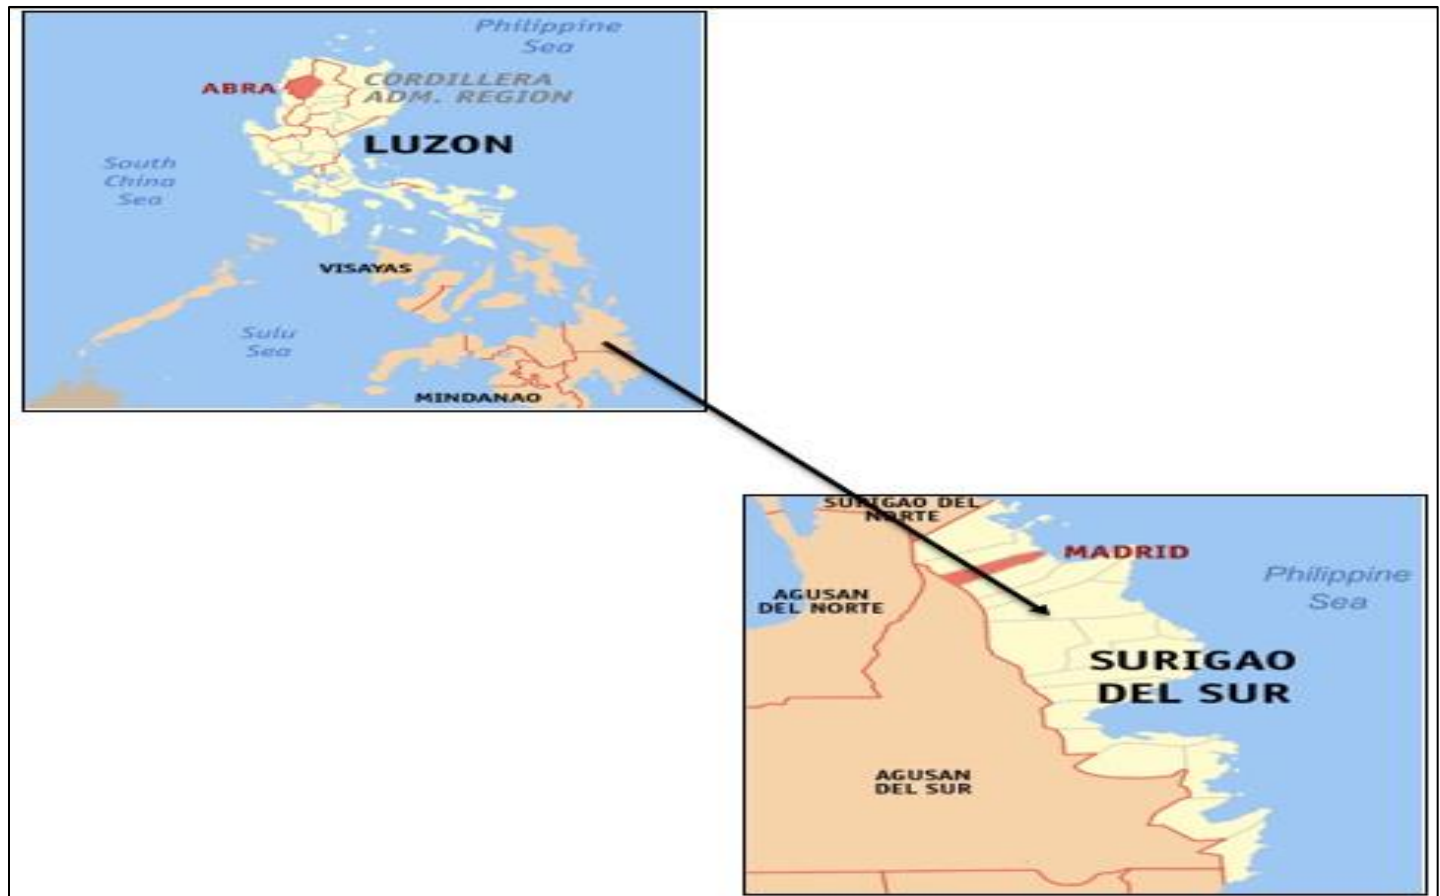 Philippine
Sea
ABRA
CORDILLERA
ADM. REGION
LUZON
South
China
Sea
VISAYAS
Sulu
Sea
MINDANAO
SURIGAO DEL
NORTE
MADRID
Philippine
Sea
AGUSAN
DEL NORTE
SURIGAO
DEL SUR
AGUSAN
DEL SUR